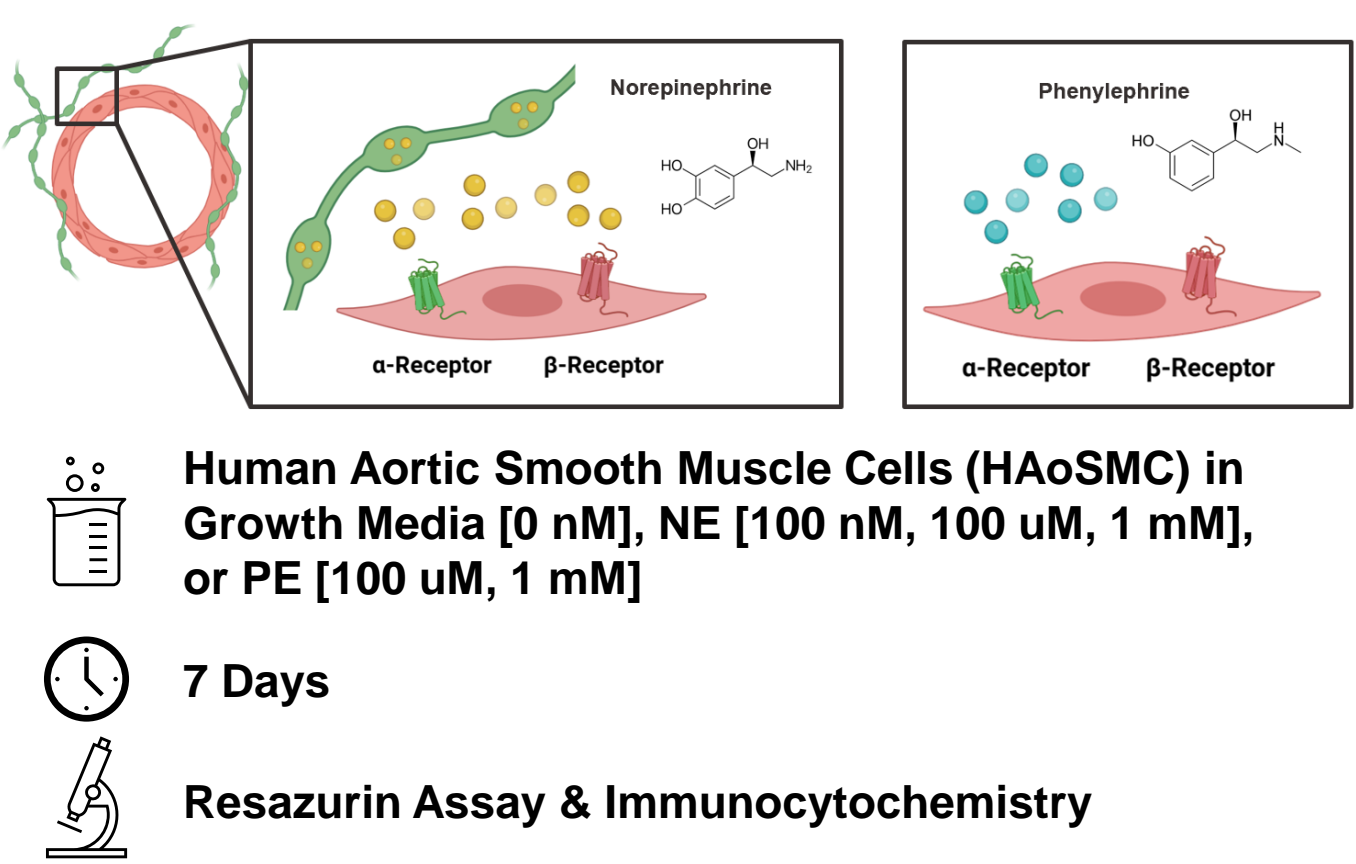 Norepinephrine
OH
HO
NH₂
HO
α-Receptor
β-Receptor
Phenylephrine
OH
HO
H
N
α-Receptor
β-Receptor
Human Aortic Smooth Muscle Cells (HAoSMC) in
Growth Media [0 nM], NE [100 nM, 100 uM, 1 mM],
or PE [100 uM, 1 mM]
7 Days
Resazurin Assay & Immunocytochemistry